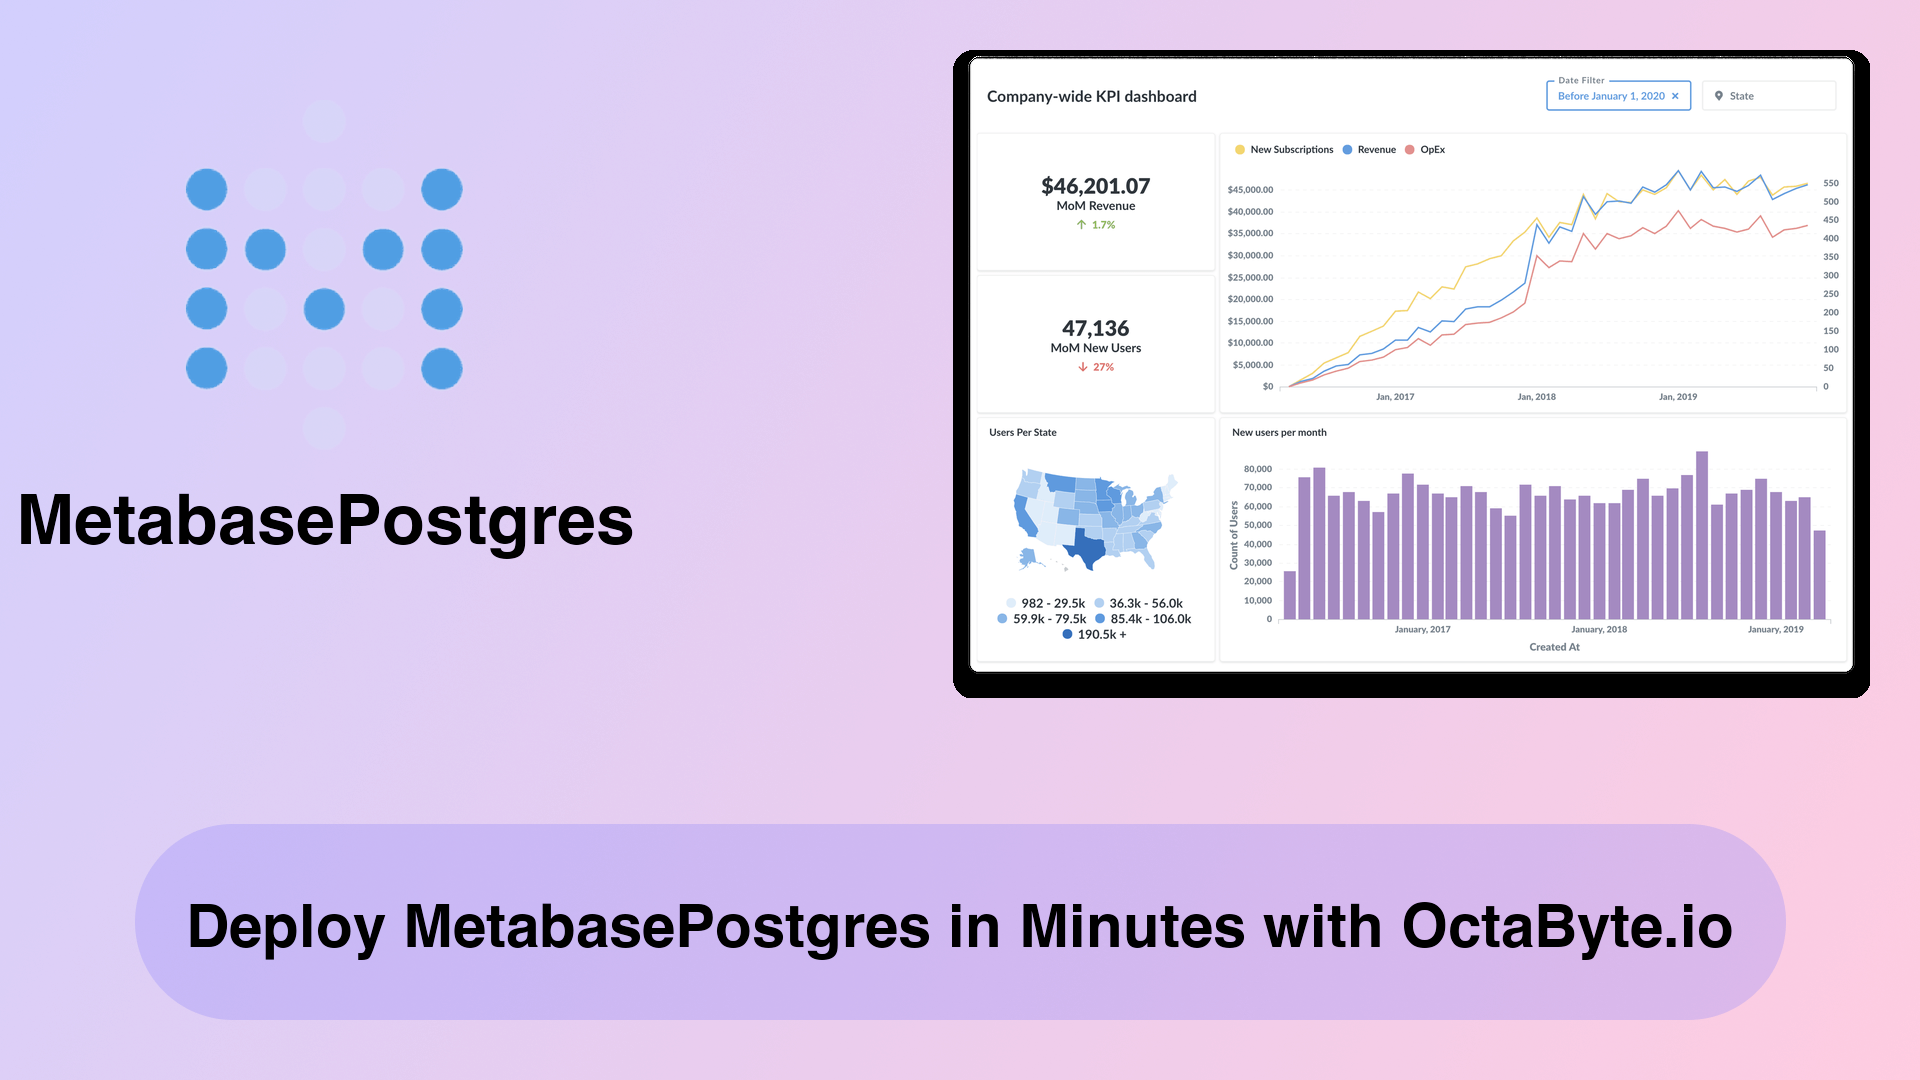 MetabasePostgres
Company-wide KPI dashboard
Date Filter
Before January 1, 2020 ×
State
$46,201.07
MoM Revenue
↑ 1.7%
47,136
MoM New Users
↓ 27%
New Subscriptions Revenue OpEx
$45,000.00
$40,000.00
$35,000.00
$30,000.00
$25,000.00
$20,000.00
$15,000.00
$10,000.00
$5,000.00
$0
550
500
450
400
350
300
250
200
150
100
50
0
Jan, 2017 Jan, 2018 Jan, 2019
Users Per State
982 - 29.5k 36.3k - 56.0k
59.9k - 79.5k 85.4k - 106.0k
190.5k +
New users per month
Count of Users
80,000
70,000
60,000
50,000
40,000
30,000
20,000
10,000
0
January, 2017 January, 2018 January, 2019
Created At
Deploy MetabasePostgres in Minutes with OctaByte.io